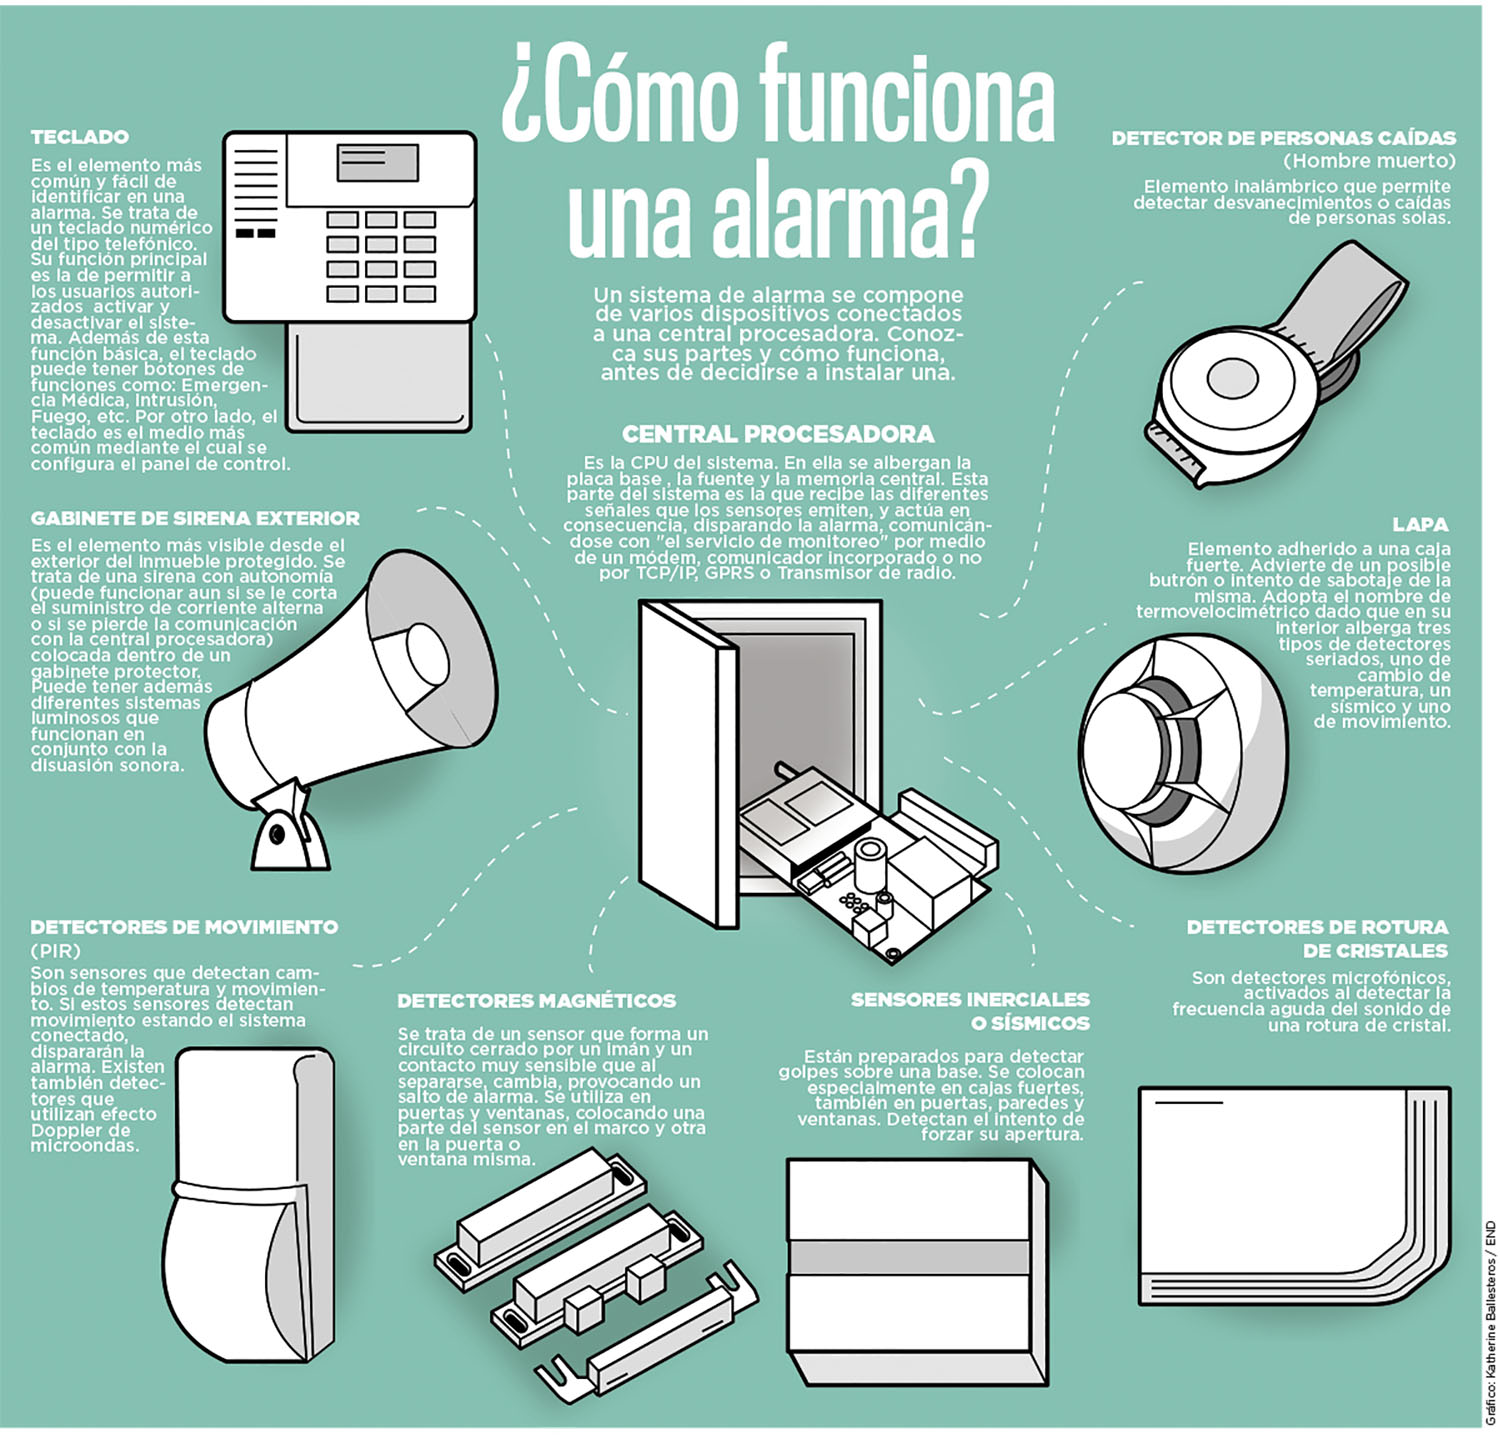 ¿Cómo funciona
una alarma?
Un sistema de alarma se compone
de varios dispositivos conectados
a una central procesadora. Conoz-
ca sus partes y cómo funciona,
antes de decidirse a instalar una.
TECLADO
Es el elemento más
común y fácil de
identificar en una
alarma. Se trata de
un teclado numérico
del tipo telefónico.
Su función principal
es la de permitir a
los usuarios autori-
zados activar y
desactivar el siste-
ma. Además de esta
función básica, el teclado
puede tener botones de
funciones como: Emergen-
cia Médica, Intrusión,
Fuego, etc. Por otro lado, el
teclado es el medio más
común mediante el cual se
configura el panel de control.
CENTRAL PROCESADORA
Es la CPU del sistema. En ella se albergan la
placa base , la fuente y la memoria central. Esta
parte del sistema es la que recibe las diferentes
señales que los sensores emiten, y actúa en
consecuencia, disparando la alarma, comunicán-
dose con "el servicio de monitoreo" por medio
de un módem, comunicador incorporado o no
por TCP/IP, GPRS o Transmisor de radio.
DETECTOR DE PERSONAS CAÍDAS
(Hombre muerto)
Elemento inalámbrico que permite
detectar desvanecimientos o caídas
de personas solas.
GABINETE DE SIRENA EXTERIOR
Es el elemento más visible desde el
exterior del inmueble protegido. Se
trata de una sirena con autonomía
(puede funcionar aun si se le corta
el suministro de corriente alterna
o si se pierde la comunicación
con la central procesadora)
colocada dentro de un
gabinete protector.
Puede tener además
diferentes sistemas
luminosos que
funcionan en
conjunto con la
disuasión sonora.
LAPA
Elemento adherido a una caja
fuerte. Advierte de un posible
butrón o intento de sabotaje de la
misma. Adopta el nombre de
termovelocimétrico dado que en su
interior alberga tres
tipos de detectores
seriados, uno de
cambio de
temperatura, un
sísmico y uno
de movimiento.
DETECTORES DE MOVIMIENTO
(PIR)
Son sensores que detectan cam-
bios de temperatura y movimien-
to. Si estos sensores detectan
movimiento estando el sistema
conectado,
dispararán la
alarma. Existen
también detec-
tores que
utilizan efecto
Doppler de
microondas.
DETECTORES MAGNÉTICOS
Se trata de un sensor que forma un
circuito cerrado por un imán y un
contacto muy sensible que al
separarse, cambia, provocando un
salto de alarma. Se utiliza en
puertas y ventanas, colocando una
parte del sensor en el marco y otra
en la puerta o
ventana misma.
SENSORES INERCIALES
O SÍSMICOS
Están preparados para detectar
golpes sobre una base. Se colocan
especialmente en cajas fuertes,
también en puertas, paredes y
ventanas. Detectan el intento de
forzar su apertura.
DETECTORES DE ROTURA
DE CRISTALES
Son detectores microfónicos,
activados al detectar la
frecuencia aguda del sonido de
una rotura de cristal.
Gráfico: Katherine Ballesteros / END